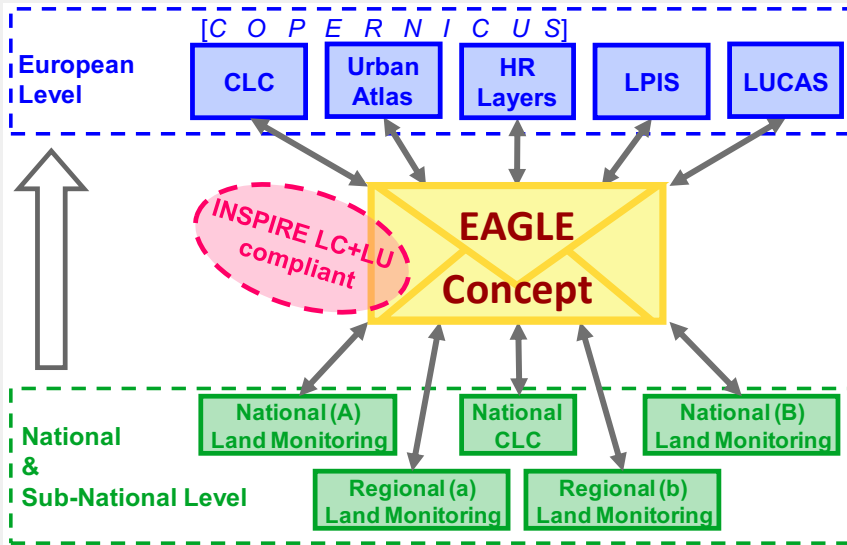 [C O P E R N I C U S]
European
Level
CLC
Urban
Atlas
HR
Layers
LPIS
LUCAS
INSPIRE LC+LU
compliant
EAGLE
Concept
National
&
Sub-National Level
National (A)
Land Monitoring
National
CLC
National (B)
Land Monitoring
Regional (a)
Land Monitoring
Regional (b)
Land Monitoring